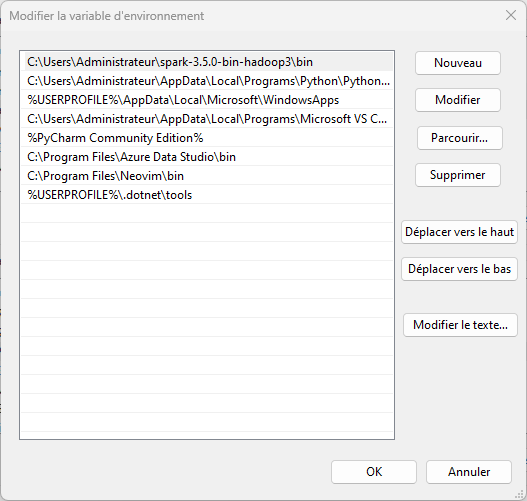 Modifier la variable d'environnement
C:\Users\Administrateur\spark-3.5.0-bin-hadoop3\bin
C:\Users\Administrateur\AppData\Local\Programs\Python\Python...
%USERPROFILE%\AppData\Local\Microsoft\WindowsApps
C:\Users\Administrateur\AppData\Local\Programs\Microsoft VS C...
%PyCharm Community Edition%
C:\Program Files\Azure Data Studio\bin
C:\Program Files\Neovim\bin
%USERPROFILE%\.dotnet\tools
Nouveau
Modifier
Parcourir...
Supprimer
Déplacer vers le haut
Déplacer vers le bas
Modifier le texte...
OK
Annuler